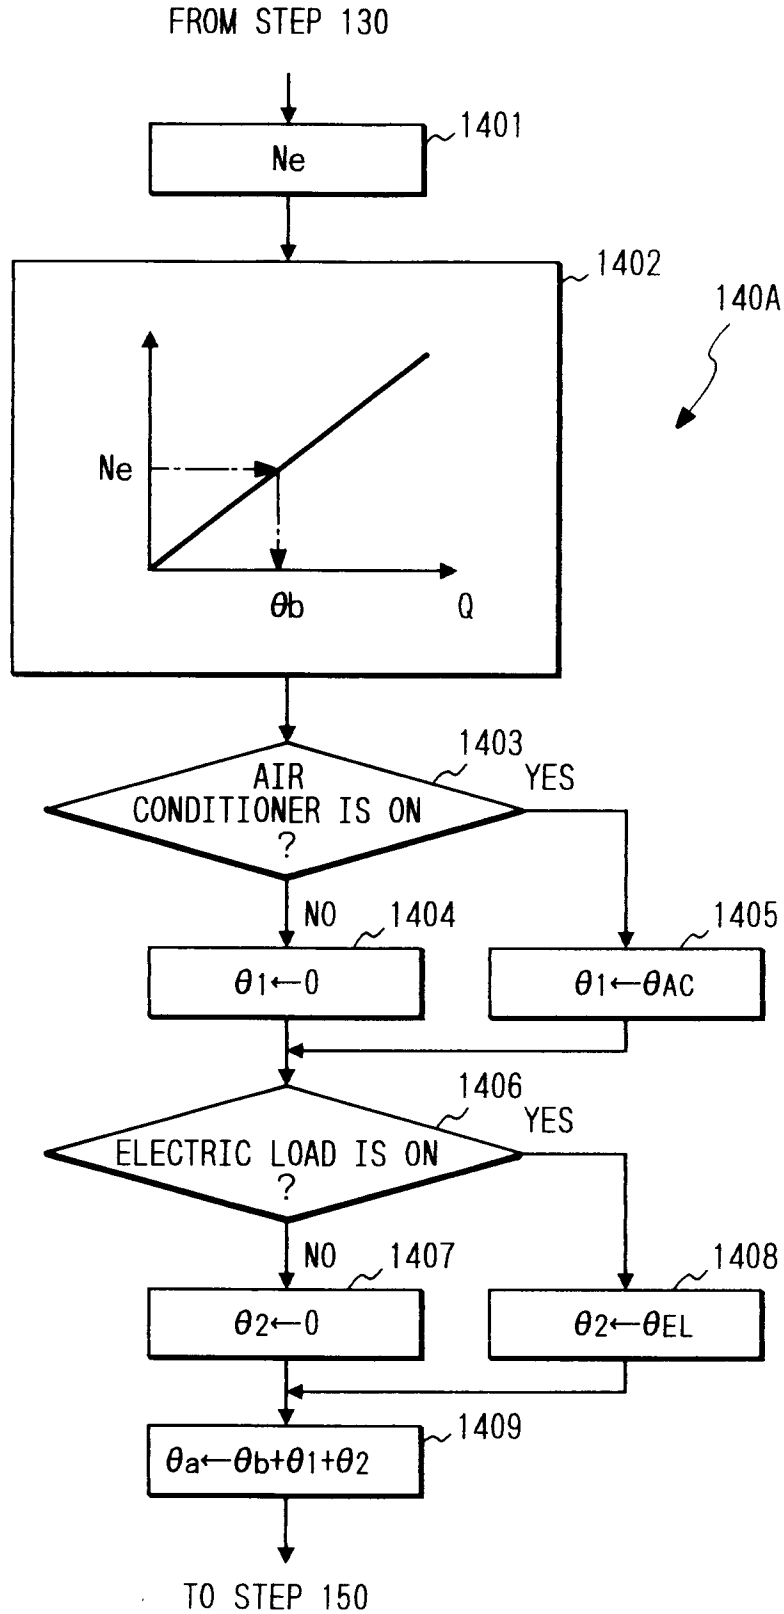 FROM STEP 130
1401
Ne
1402
140A
Ne
θb
Q
1403
YES
AIR
CONDITIONER IS ON
?
NO
1404
1405
θ1←0
θ1←θAC
1406
YES
ELECTRIC LOAD IS ON
?
NO
1407
1408
θ2←0
θ2←θEL
1409
θa←θb+θ1+θ2
TO STEP 150